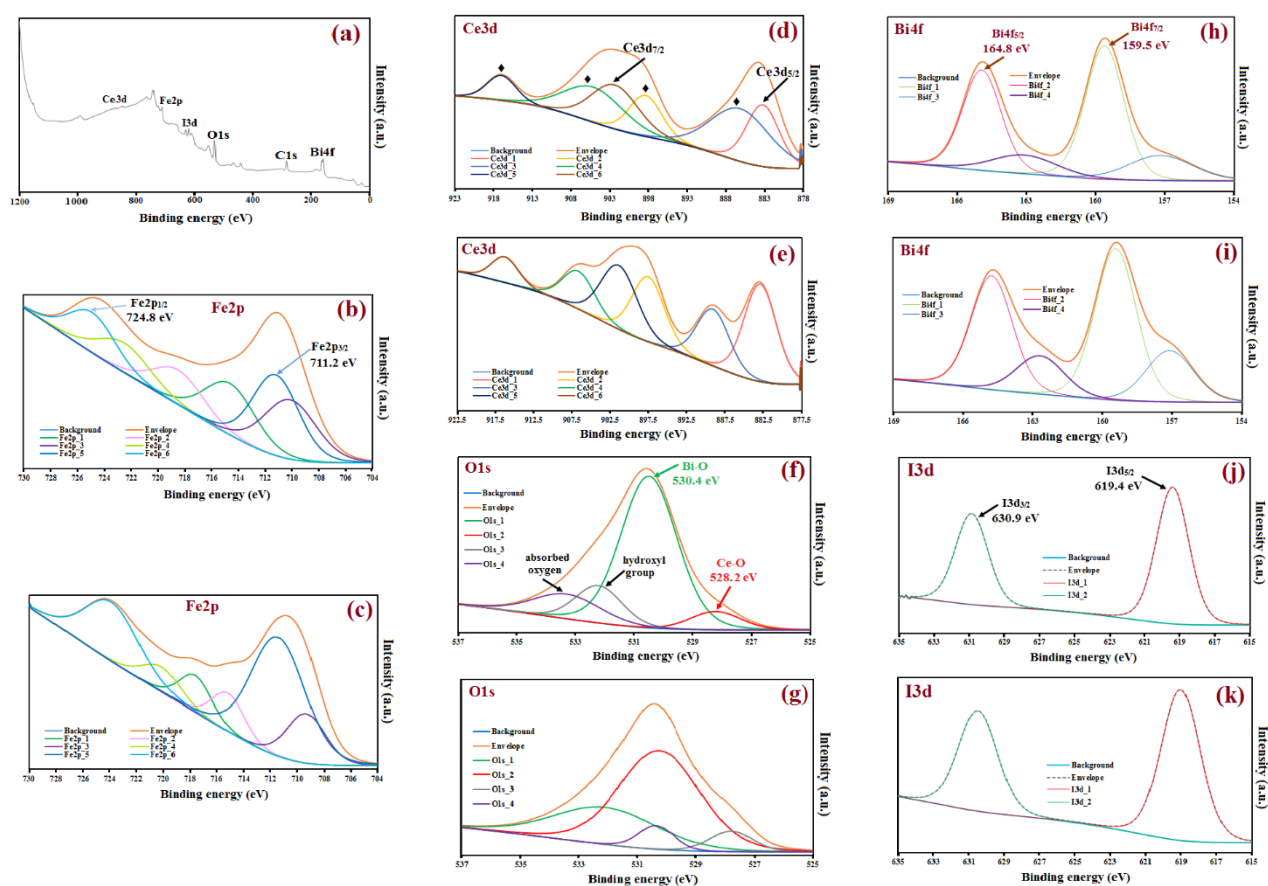 (a)
Ce3d
Fe2p
I3d
O1s
C1s
Bi4f
1200 1000 800 600 400 200 0
Binding energy (eV)
Intensity (a.u.)
Fe2p
(b)
Fe2p1/2
724.8 eV
Fe2p3/2
711.2 eV
Background Envelope
Fe2p_1 Fe2p_2
Fe2p_3 Fe2p_4
Fe2p_5 Fe2p_6
730 728 726 724 722 720 718 716 714 712 710 708 706 704
Binding energy (eV)
Intensity (a.u.)
Fe2p
(c)
Background Envelope
Fe2p_1 Fe2p_2
Fe2p_3 Fe2p_4
Fe2p_5 Fe2p_6
730 728 726 724 722 720 718 716 714 712 710 708 706 704
Binding energy (eV)
Intensity (a.u.)
Ce3d
(d)
Ce3d7/2
Ce3d5/2
Background Envelope
Ce3d_1 Ce3d_2
Ce3d_3 Ce3d_4
Ce3d_5 Ce3d_6
923 918 913 908 903 898 893 888 883 878
Binding energy (eV)
Intensity (a.u.)
Ce3d
(e)
Background Envelope
Ce3d_1 Ce3d_2
Ce3d_3 Ce3d_4
Ce3d_5 Ce3d_6
922.5 917.5 912.5 907.5 902.5 897.5 892.5 887.5 882.5 877.5
Binding energy (eV)
Intensity (a.u.)
O1s
(f)
Bi-O
530.4 eV
Background
Envelope
O1s_1
O1s_2
O1s_3
O1s_4
absorbed
oxygen
hydroxyl
group
Ce-O
528.2 eV
537 535 533 531 529 527 525
Binding energy (eV)
Intensity (a.u.)
O1s
(g)
Background
Envelope
O1s_1
O1s_2
O1s_3
O1s_4
537 535 533 531 529 527 525
Binding energy (eV)
Intensity (a.u.)
Bi4f
(h)
Bi4f5/2
164.8 eV
Bi4f7/2
159.5 eV
Background Envelope
Bi4f_1 Bi4f_2
Bi4f_3 Bi4f_4
169 166 163 160 157 154
Binding energy (eV)
Intensity (a.u.)
Bi4f
(i)
Background Envelope
Bi4f_1 Bi4f_2
Bi4f_3 Bi4f_4
169 166 163 160 157 154
Binding energy (eV)
Intensity (a.u.)
I3d
(j)
I3d5/2
619.4 eV
I3d3/2
630.9 eV
Background
Envelope
I3d_1
I3d_2
635 633 631 629 627 625 623 621 619 617 615
Binding energy (eV)
Intensity (a.u.)
I3d
(k)
Background
Envelope
I3d_1
I3d_2
635 633 631 629 627 625 623 621 619 617 615
Binding energy (eV)
Intensity (a.u.)